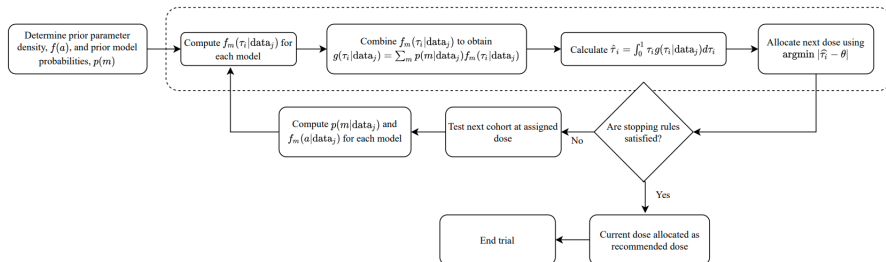 Determine prior parameter
density, f(a), and prior model
probabilities, p(m)
Compute f_m(τ_i|data_j) for
each model
Combine f_m(τ_i|data_j) to obtain
g(τ_i|data_j) = ∑_m p(m|data_j)f_m(τ_i|data_j)
Calculate τ̂_i = ∫_0^1 τ_i g(τ_i|data_j)dτ_i
Allocate next dose using
argmin |τ̂_i − θ|
Compute p(m|data_j) and
f_m(a|data_j) for each model
Test next cohort at assigned
dose
No
Are stopping rules
satisfied?
Yes
End trial
Current dose allocated as
recommended dose